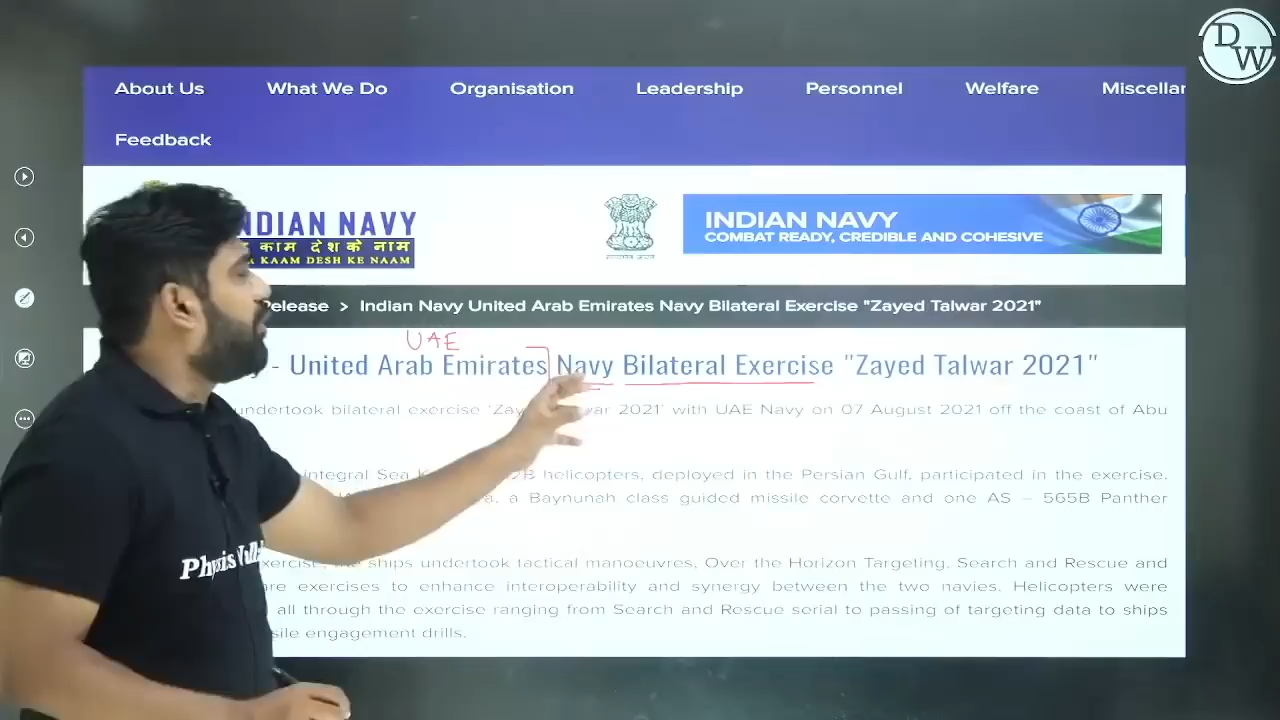 DW
About Us What We Do Organisation Leadership Personnel Welfare Miscellan
Feedback
NDIAN NAVY
काम देश के नाम
A KAAM DESH KE NAAM
INDIAN NAVY
COMBAT READY, CREDIBLE AND COHESIVE
elease > Indian Navy United Arab Emirates Navy Bilateral Exercise "Zayed Talwar 2021"
UAE
- United Arab Emirates Navy Bilateral Exercise "Zayed Talwar 2021"
undertook bilateral exercise 'Zay war 2021' with UAE Navy on 07 August 2021 off the coast of Abu
integral Sea helicopters, deployed in the Persian Gulf, participated in the exercise.
a Baynunah class guided missile corvette and one AS – 565B Panther
xercise, ships undertook tactical manoeuvres, Over the Horizon Targeting, Search and Rescue and
re exercises to enhance interoperability and synergy between the two navies. Helicopters were
all through the exercise ranging from Search and Rescue serial to passing of targeting data to ships
sile engagement drills.
Physics Wallah